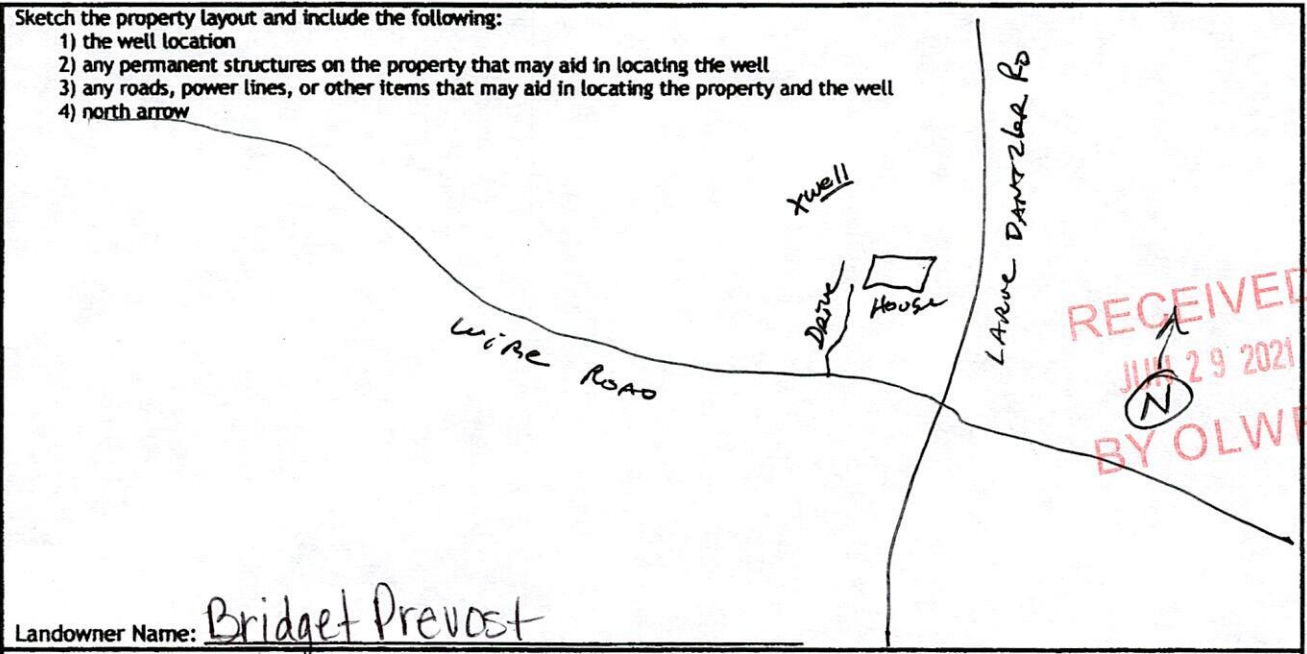 Sketch the property layout and include the following:
1) the well location
2) any permanent structures on the property that may aid in locating the well
3) any roads, power lines, or other items that may aid in locating the property and the well
4) north arrow
xwell
Drive
House
LARUE DANTZLER RD
WIRE ROAD
RECEIVED
JUN 29 2021
N
BY OLW
Landowner Name: Bridget Prevost